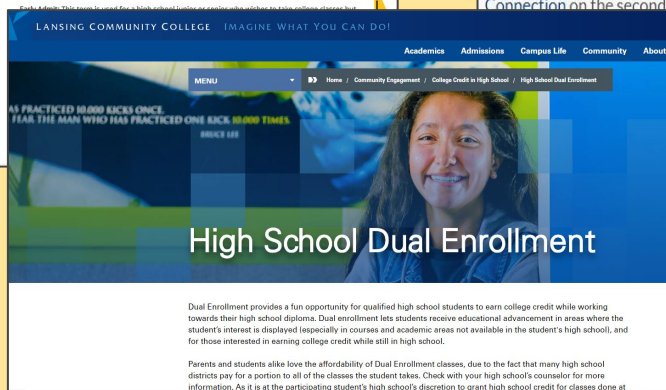 Early Admit: This term is used for a high school junior or senior who wishes to take college classes but
Connection on the second
LANSING COMMUNITY COLLEGE IMAGINE WHAT YOU CAN DO!
Academics Admissions Campus Life Community About
MENU Home / Community Engagement / College Credit in High School / High School Dual Enrollment
AS PRACTICED 10.000 KICKS ONCE.
FEAR THE MAN WHO HAS PRACTICED ONE KICK 10.000 TIMES.
BRUCE LEE
High School Dual Enrollment
Dual Enrollment provides a fun opportunity for qualified high school students to earn college credit while working
towards their high school diploma. Dual enrollment lets students receive educational advancement in areas where the
student's interest is displayed (especially in courses and academic areas not available in the student's high school), and
for those interested in earning college credit while still in high school.
Parents and students alike love the affordability of Dual Enrollment classes, due to the fact that many high school
districts pay for a portion to all of the classes the student takes. Check with your high school's counselor for more
information. As it is at the participating student's high school's discretion to grant high school credit for classes done at